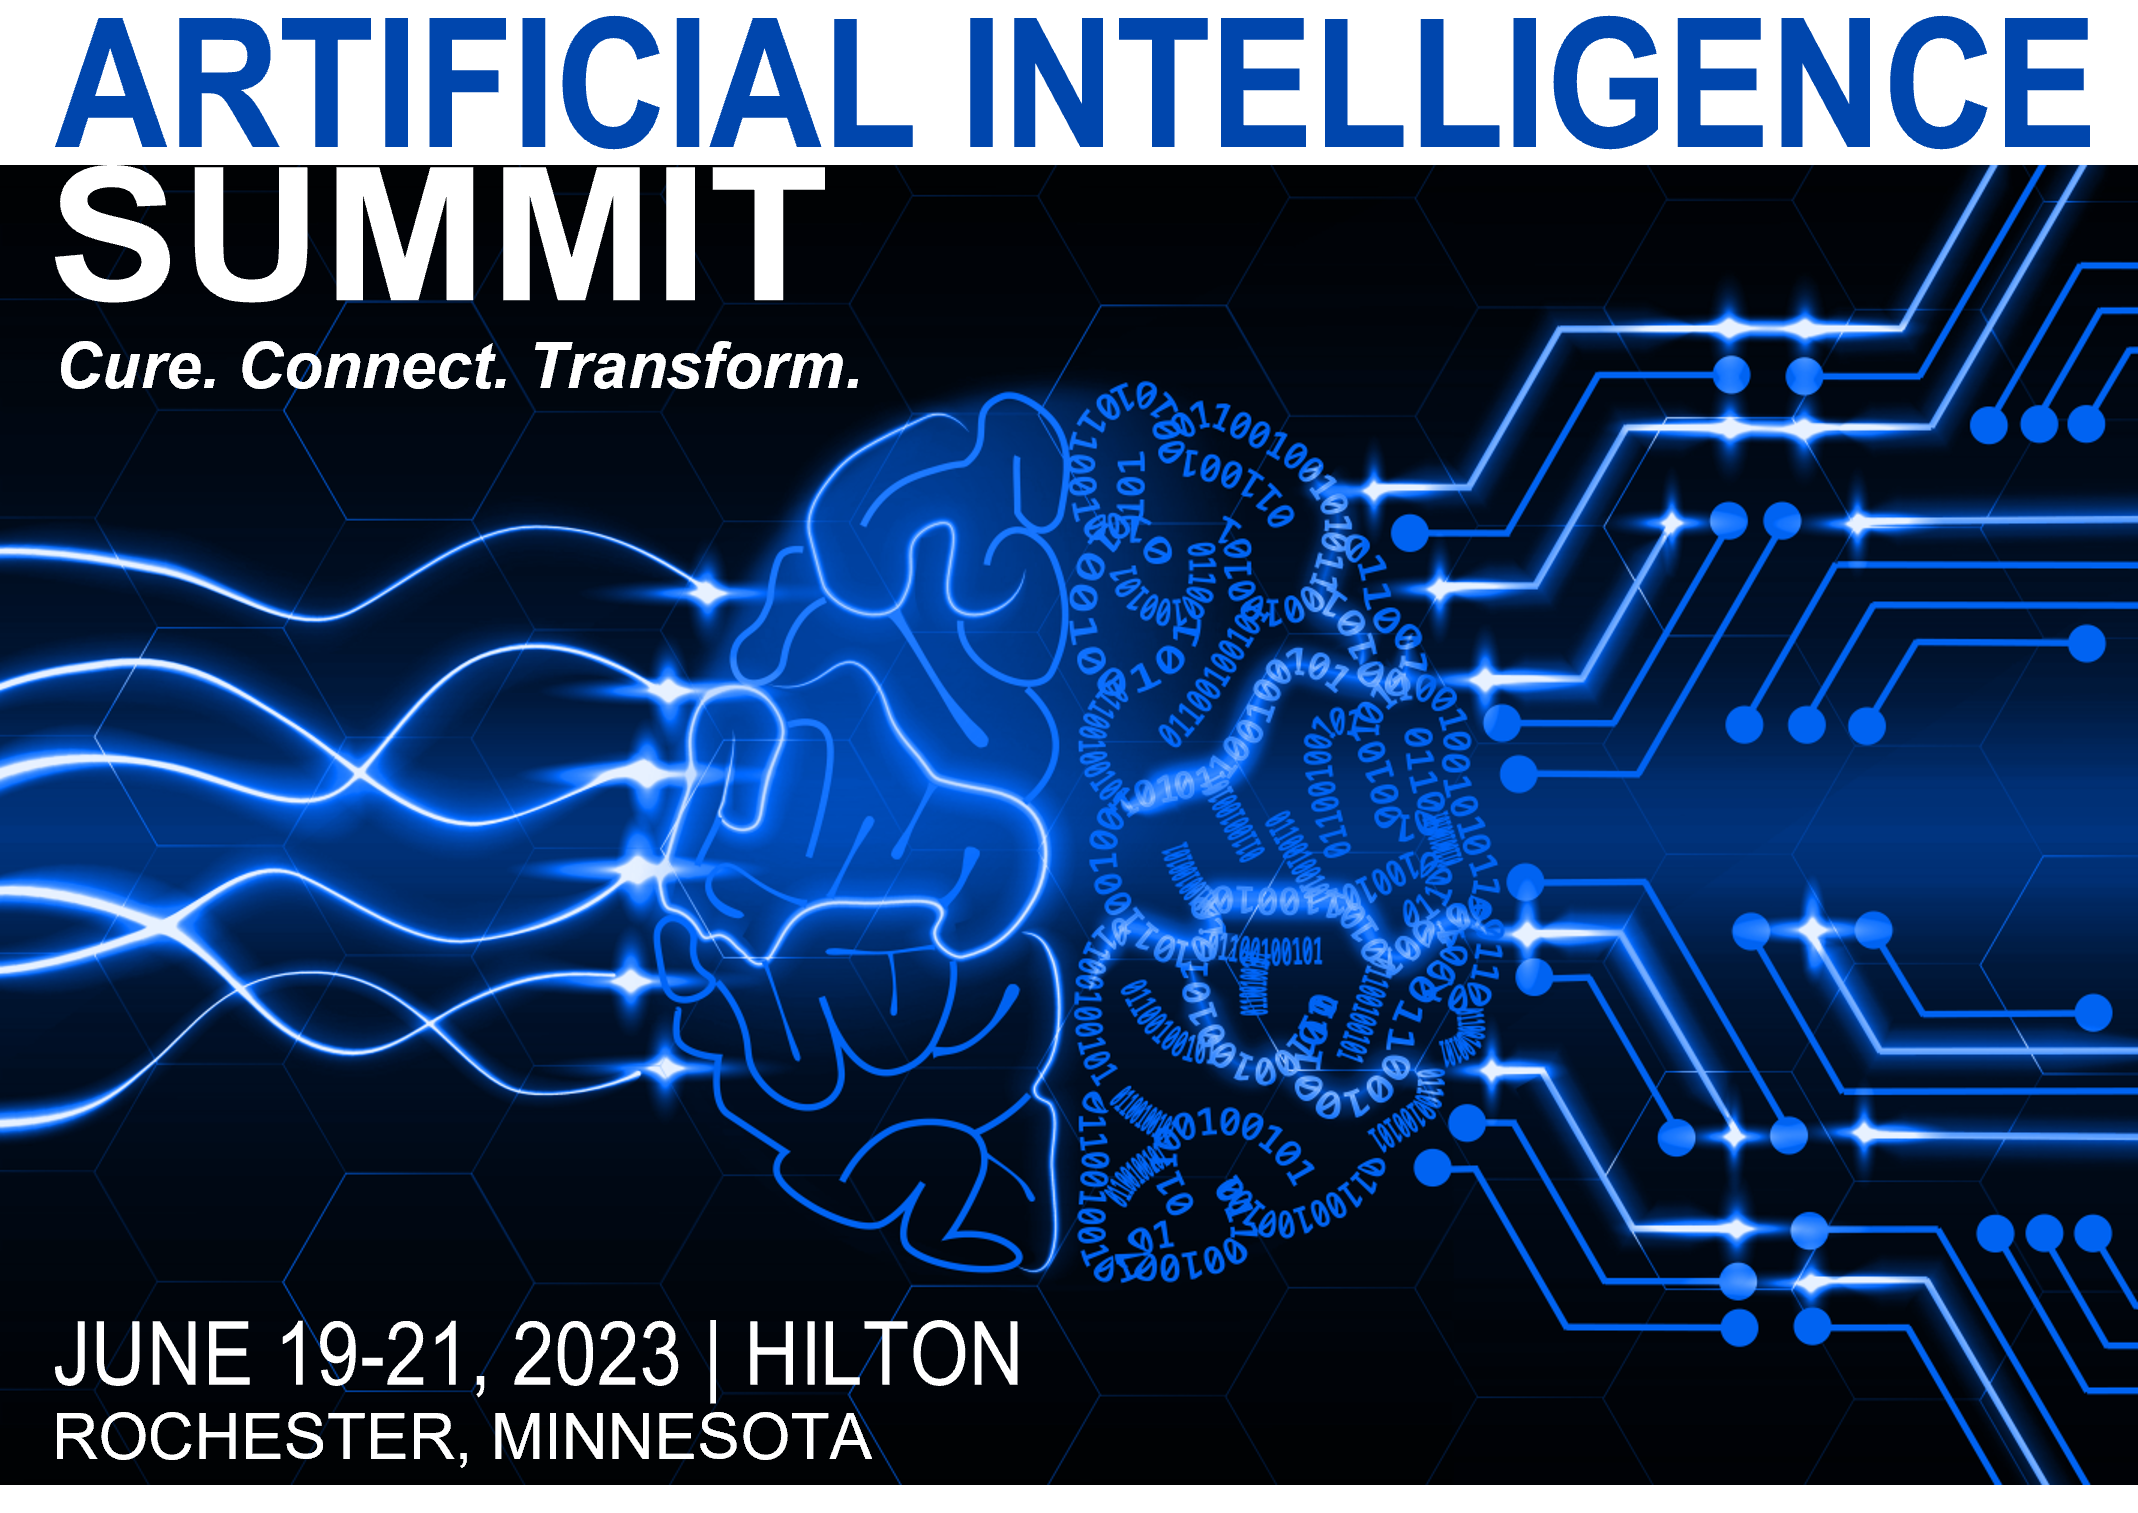 ARTIFICIAL INTELLIGENCE
SUMMIT
Cure. Connect. Transform.
JUNE 19-21, 2023 | HILTON
ROCHESTER, MINNESOTA